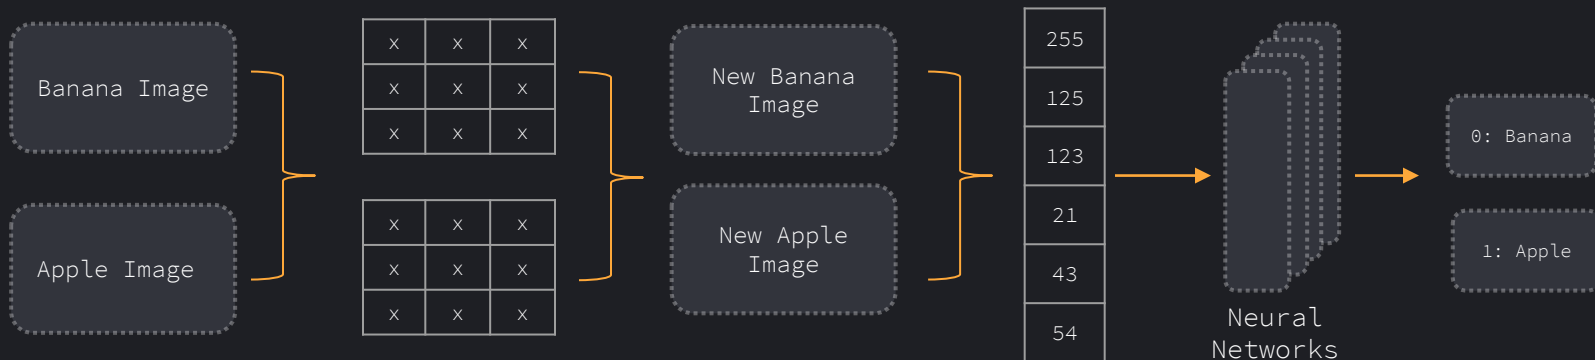 Banana Image
Apple Image
x x x
x x x
x x x
x x x
x x x
x x x
New Banana
Image
New Apple
Image
255
125
123
21
43
54
Neural
Networks
0: Banana
1: Apple